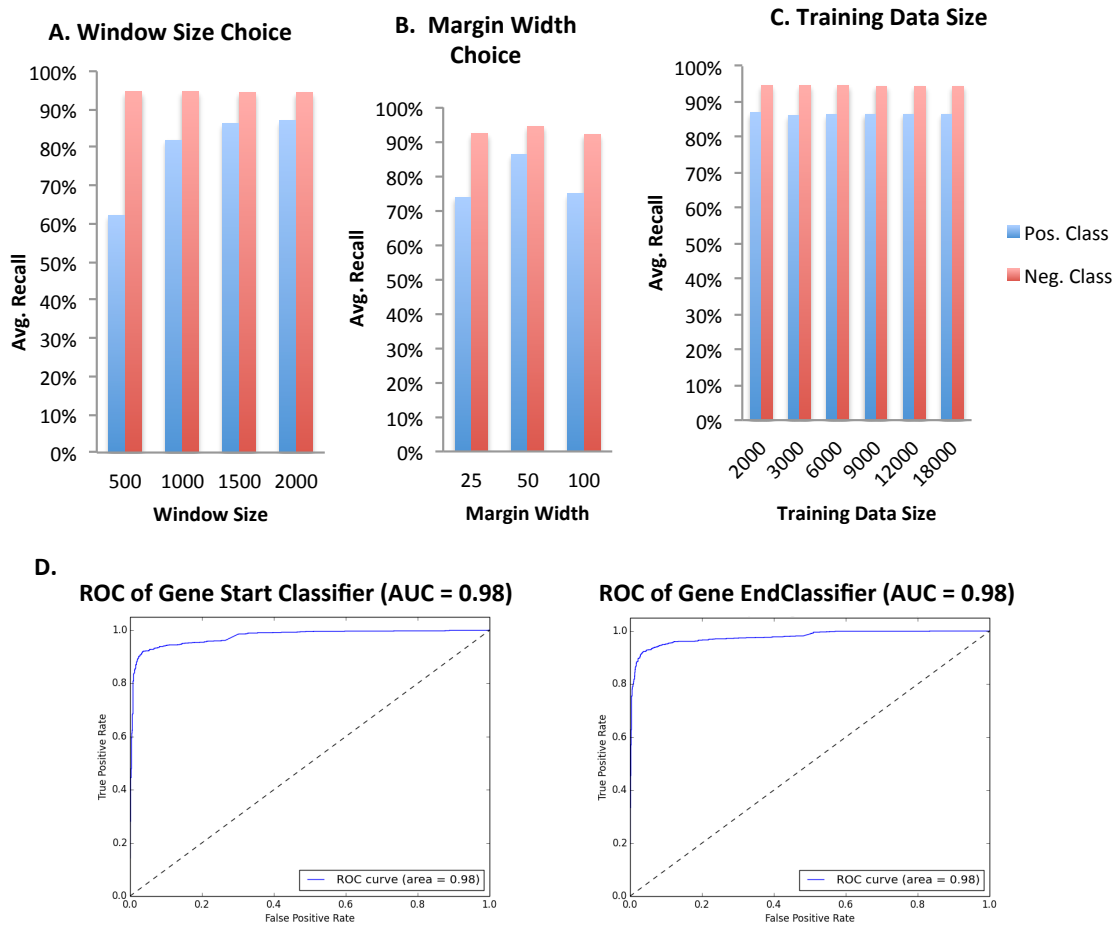 A. Window Size Choice
100%
90%
80%
70%
60%
50%
40%
30%
20%
10%
0%
Avg. Recall
500 1000 1500 2000
Window Size
B. Margin Width
Choice
100%
90%
80%
70%
60%
50%
40%
30%
20%
10%
0%
Avg. Recall
25 50 100
Margin Width
C. Training Data Size
100%
90%
80%
70%
60%
50%
40%
30%
20%
10%
0%
Avg. Recall
2000 3000 6000 9000 12000 18000
Training Data Size
Pos. Class
Neg. Class
D.
ROC of Gene Start Classifier (AUC = 0.98)
1.0
0.8
0.6
0.4
0.2
0.0
True Positive Rate
ROC curve (area = 0.98)
0.0 0.2 0.4 0.6 0.8 1.0
False Positive Rate
ROC of Gene EndClassifier (AUC = 0.98)
1.0
0.8
0.6
0.4
0.2
0.0
True Positive Rate
ROC curve (area = 0.98)
0.0 0.2 0.4 0.6 0.8 1.0
False Positive Rate